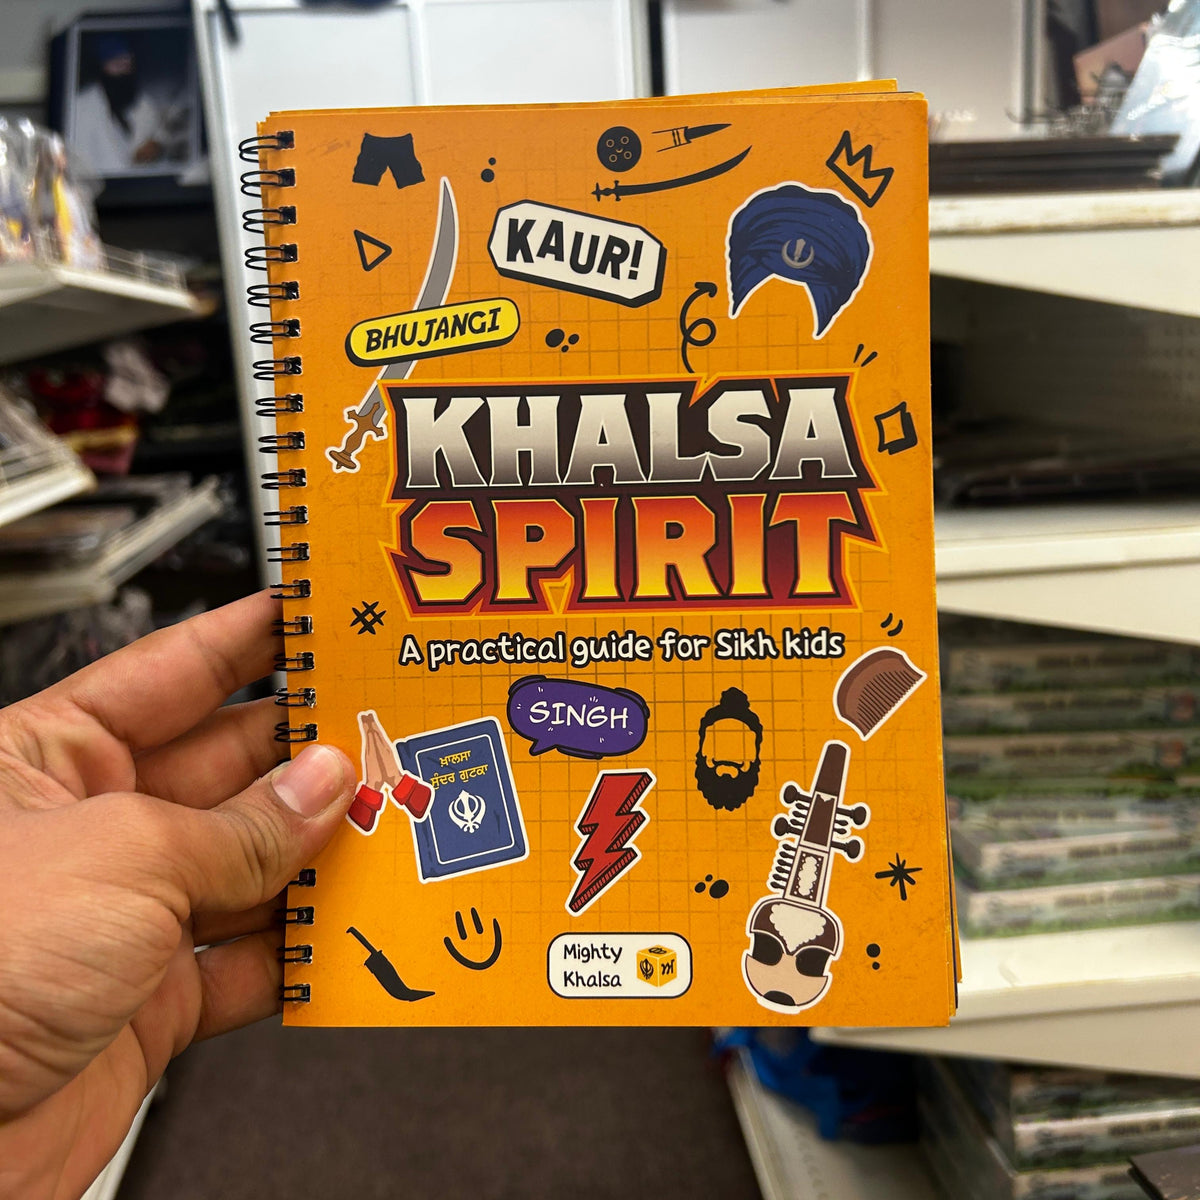 KAUR!
BHUJANGI
KHALSA
SPIRIT
A practical guide for Sikh kids
SINGH
ਖ਼ਾਲਸਾ
ਸੁੰਦਰ ਗੁਟਕਾ
Mighty
Khalsa